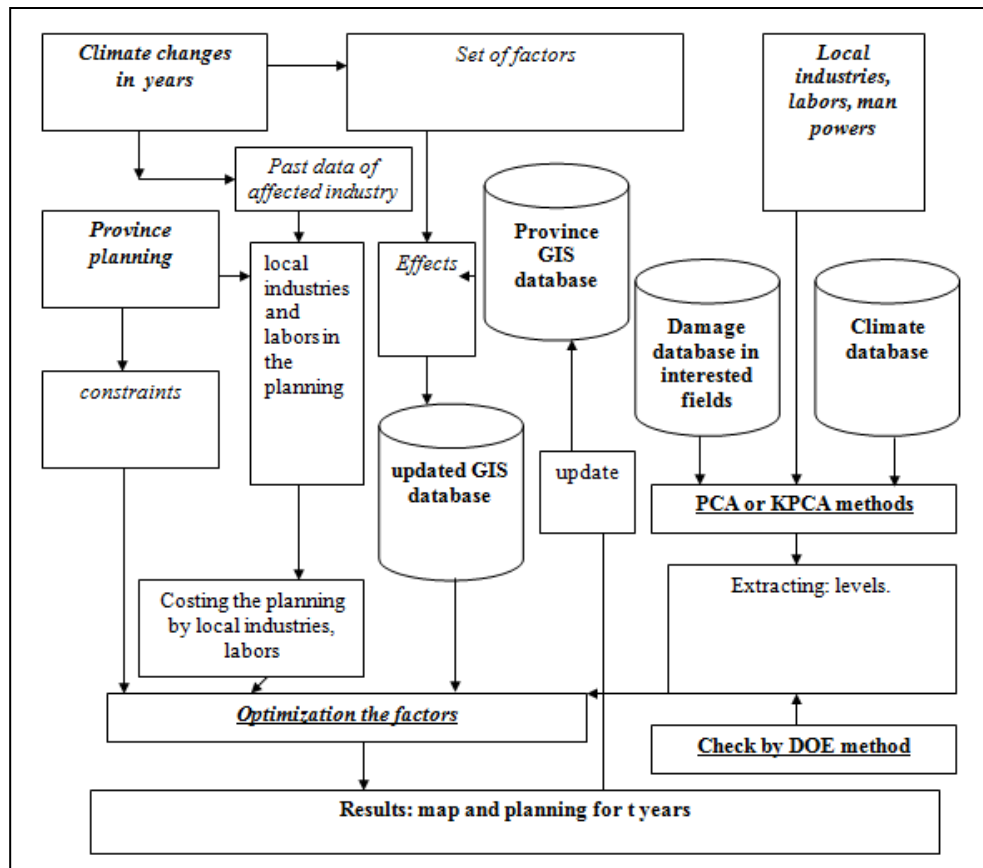 Climate changes
in years
Set of factors
Local
industries,
labors, man
powers
Past data of
affected industry
Province
planning
local
industries
and
labors in
the
planning
Effects
Province
GIS
database
Damage
database in
interested
fields
Climate
database
constraints
updated GIS
database
update
PCA or KPCA methods
Extracting: levels.
Costing the planning
by local industries,
labors
Optimization the factors
Check by DOE method
Results: map and planning for t years